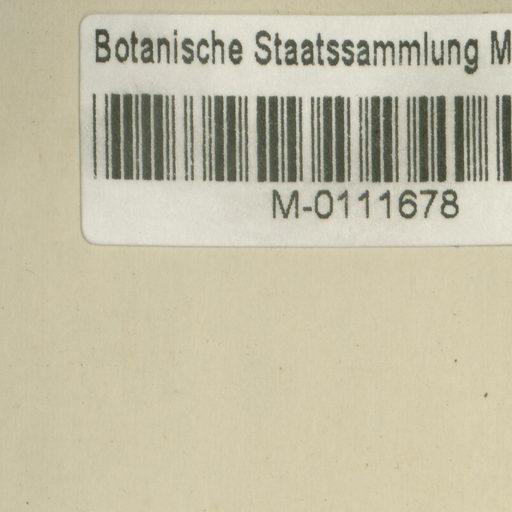 Botanische Staatssammlung M
M-0111678